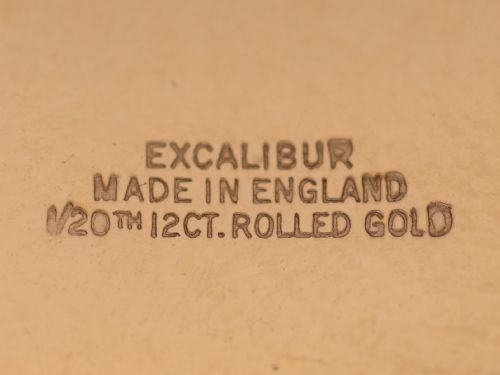 EXCALIBUR
MADE IN ENGLAND
1/20TH 12CT. ROLLED GOLD